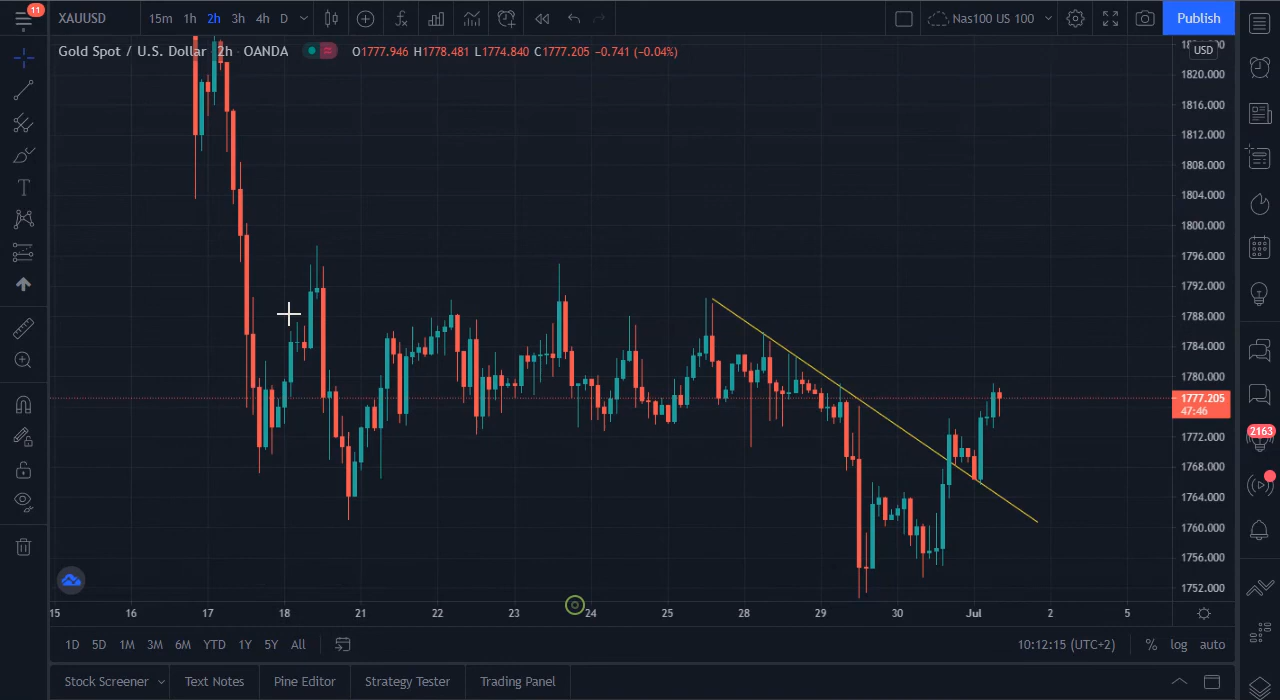 11
XAUUSD
15m 1h 2h 3h 4h D
Nas100 US 100
Publish
Gold Spot / U.S. Dollar 2h OANDA
O1777.946 H1778.481 L1774.840 C1777.205 −0.741 (−0.04%)
USD
1820.000
1816.000
1812.000
1808.000
1804.000
1800.000
1796.000
1792.000
1788.000
1784.000
1780.000
1777.205
47:46
1772.000
1768.000
1764.000
1760.000
1756.000
1752.000
2163
15 16 17 18 21 22 23 24 25 28 29 30 Jul 2 5
1D 5D 1M 3M 6M YTD 1Y 5Y All
10:12:15 (UTC+2)
% log auto
Stock Screener Text Notes Pine Editor Strategy Tester Trading Panel